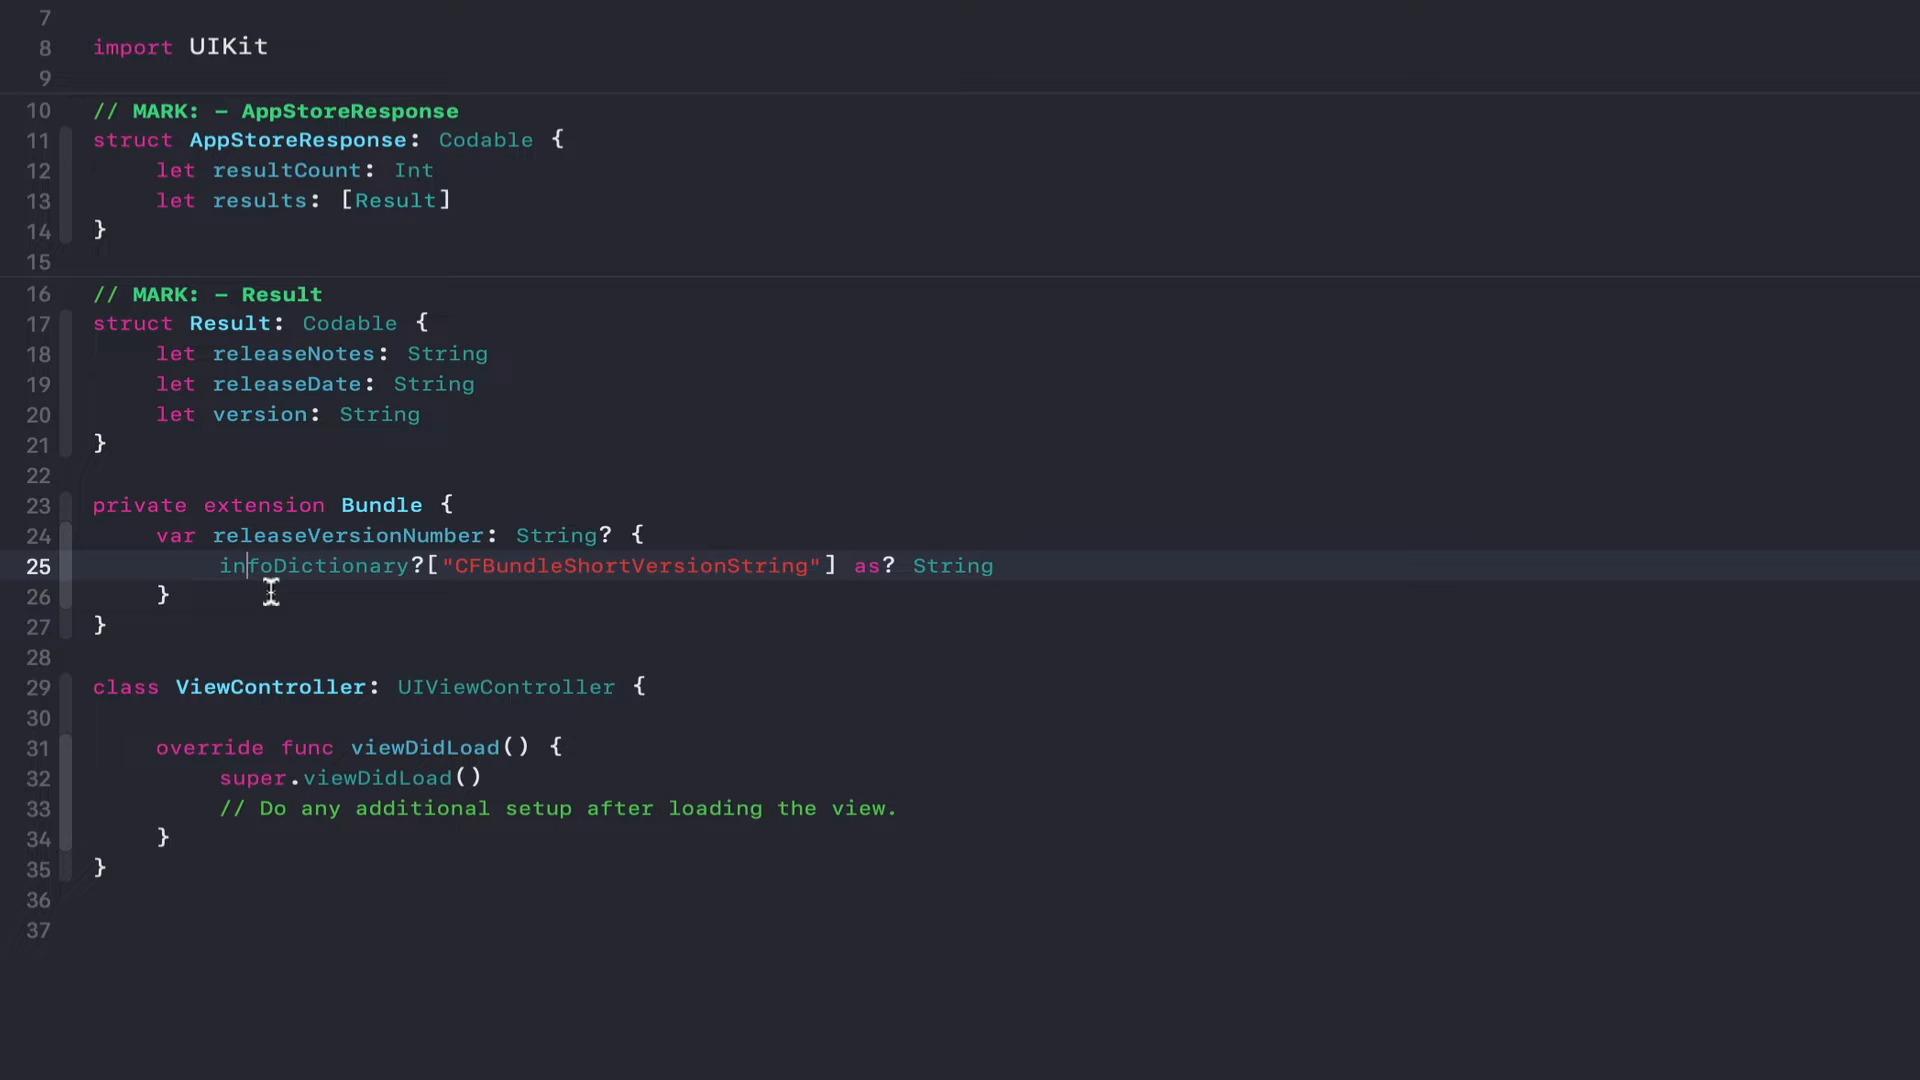 7
8 import UIKit
9
10 // MARK: - AppStoreResponse
11 struct AppStoreResponse: Codable {
12 let resultCount: Int
13 let results: [Result]
14 }
15
16 // MARK: - Result
17 struct Result: Codable {
18 let releaseNotes: String
19 let releaseDate: String
20 let version: String
21 }
22
23 private extension Bundle {
24 var releaseVersionNumber: String? {
25 infoDictionary?["CFBundleShortVersionString"] as? String
26 }
27 }
28
29 class ViewController: UIViewController {
30
31 override func viewDidLoad() {
32 super.viewDidLoad()
33 // Do any additional setup after loading the view.
34 }
35 }
36
37